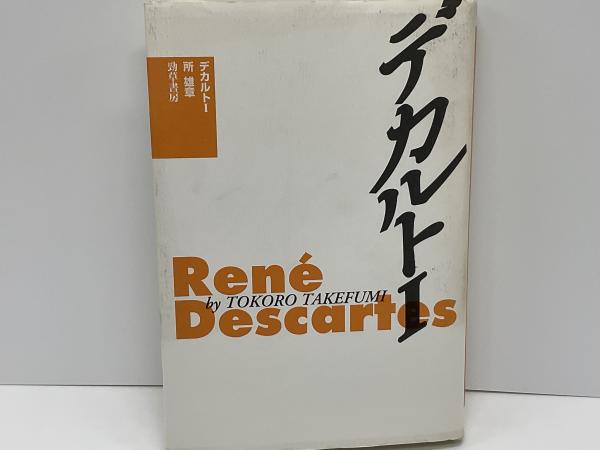 デカルトI
所 雄章
勁草書房
デカルトI
René
by TOKORO TAKEFUMI
Descartes